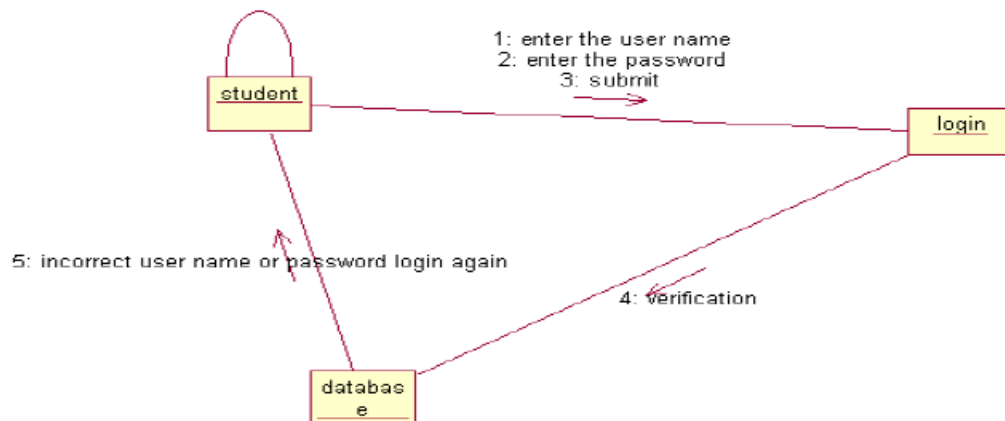 1: enter the user name
2: enter the password
3: submit
student
login
5: incorrect user name or password login again
4: verification
databas
e